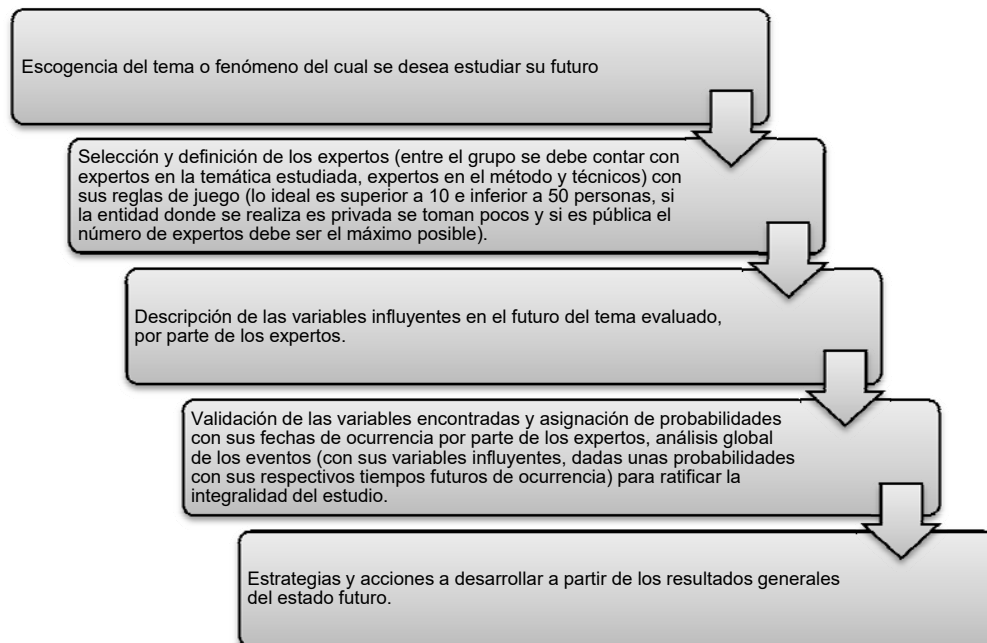 Escogencia del tema o fenómeno del cual se desea estudiar su futuro
Selección y definición de los expertos (entre el grupo se debe contar con
expertos en la temática estudiada, expertos en el método y técnicos) con
sus reglas de juego (lo ideal es superior a 10 e inferior a 50 personas, si
la entidad donde se realiza es privada se toman pocos y si es pública el
número de expertos debe ser el máximo posible).
Descripción de las variables influyentes en el futuro del tema evaluado,
por parte de los expertos.
Validación de las variables encontradas y asignación de probabilidades
con sus fechas de ocurrencia por parte de los expertos, análisis global
de los eventos (con sus variables influyentes, dadas unas probabilidades
con sus respectivos tiempos futuros de ocurrencia) para ratificar la
integralidad del estudio.
Estrategias y acciones a desarrollar a partir de los resultados generales
del estado futuro.